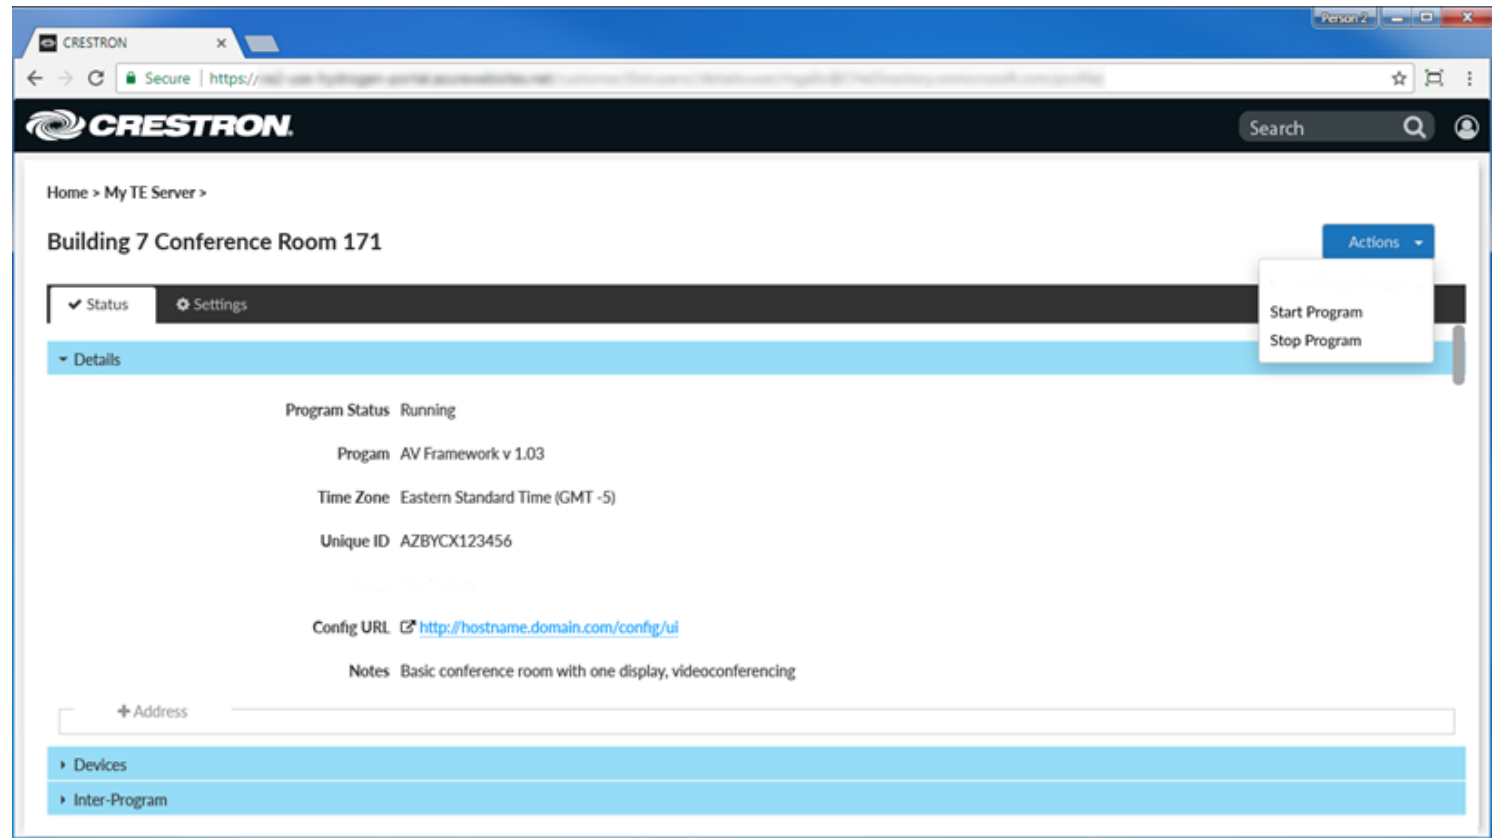 Person 2
CRESTRON
Secure | https://
CRESTRON.
Search
Home > My TE Server >
Building 7 Conference Room 171
Actions
Status
Settings
Start Program
Stop Program
Details
Program Status Running
Progam AV Framework v 1.03
Time Zone Eastern Standard Time (GMT -5)
Unique ID AZBYCX123456
Config URL http://hostname.domain.com/config/ui
Notes Basic conference room with one display, videoconferencing
+ Address
Devices
Inter-Program